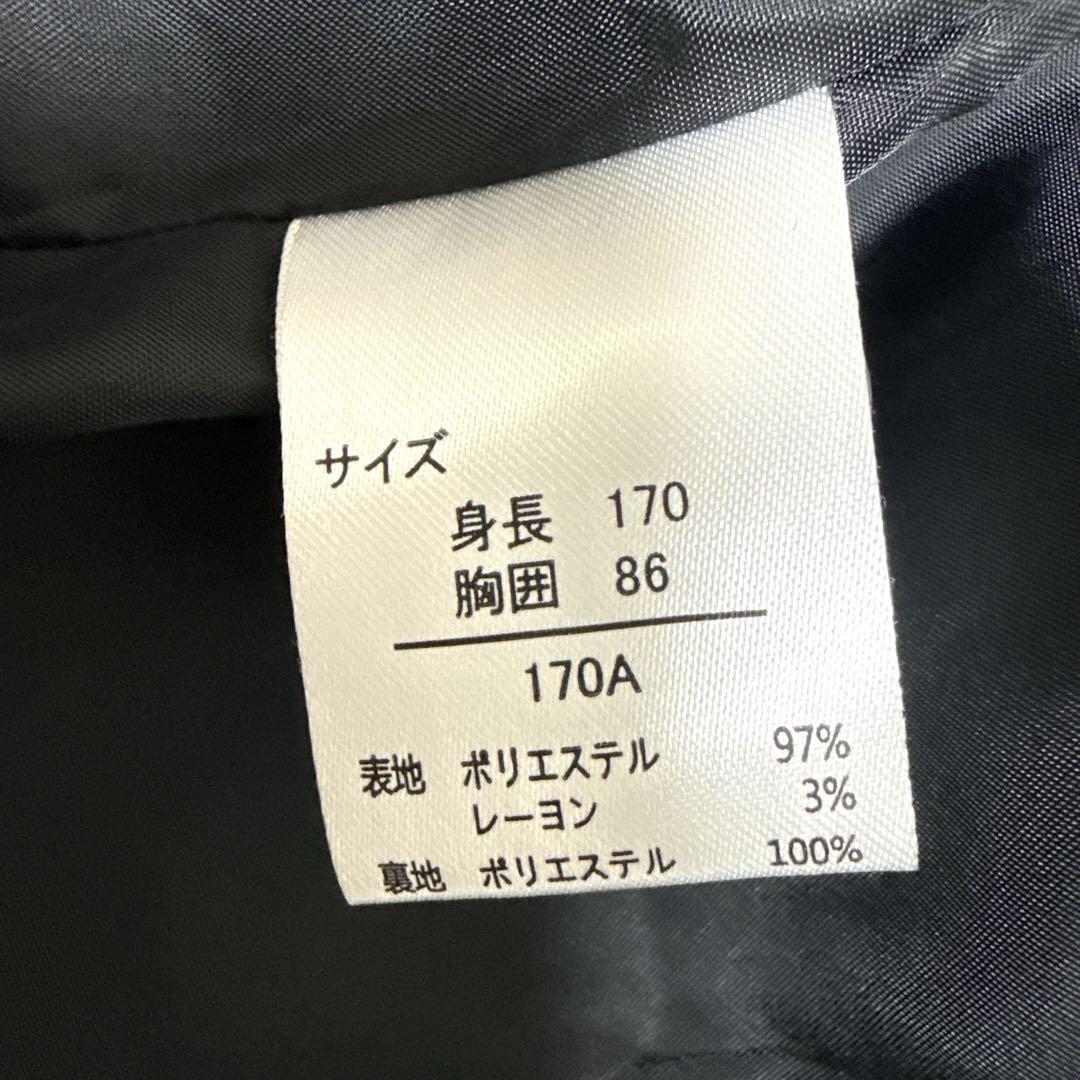 サイズ
身長 170
胸囲 86
170A
表地 ポリエステル 97%
レーヨン 3%
裏地 ポリエステル 100%